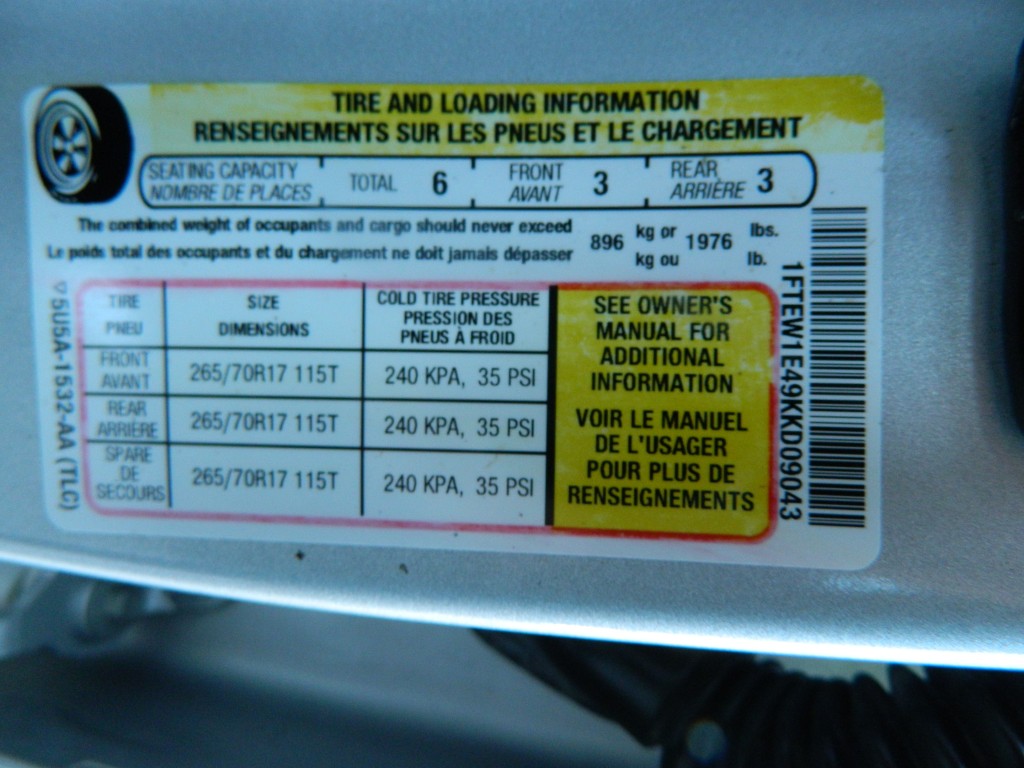 TIRE AND LOADING INFORMATION
RENSEIGNEMENTS SUR LES PNEUS ET LE CHARGEMENT
SEATING CAPACITY
NOMBRE DE PLACES
TOTAL 6
FRONT
AVANT
3
REAR
ARRIÈRE
3
The combined weight of occupants and cargo should never exceed
Le poids total des occupants et du chargement ne doit jamais dépasser
896 kg or 1976 lbs.
kg ou lb.
TIRE
PNEU
SIZE
DIMENSIONS
COLD TIRE PRESSURE
PRESSION DES
PNEUS À FROID
FRONT
AVANT
265/70R17 115T
240 KPA, 35 PSI
REAR
ARRIÈRE
265/70R17 115T
240 KPA, 35 PSI
SPARE
DE
SECOURS
265/70R17 115T
240 KPA, 35 PSI
SEE OWNER'S
MANUAL FOR
ADDITIONAL
INFORMATION
VOIR LE MANUEL
DE L'USAGER
POUR PLUS DE
RENSEIGNEMENTS
5U5A-1532-AA (TLC)
1FTEW1E49KKD09043